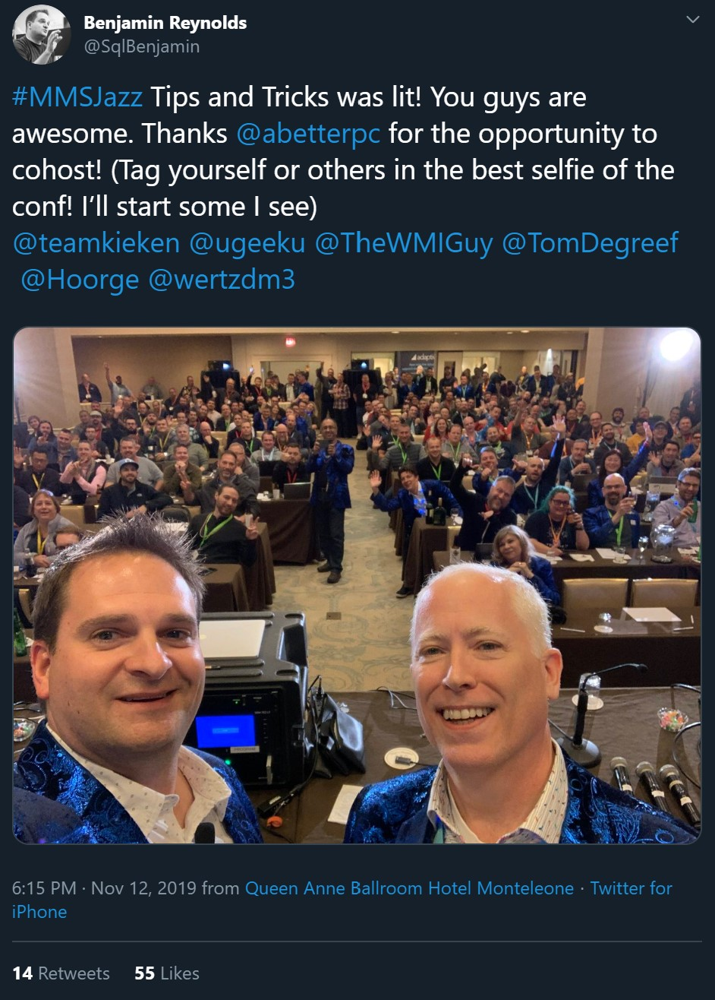 Benjamin Reynolds
@SqlBenjamin
#MMSJazz Tips and Tricks was lit! You guys are
awesome. Thanks @abetterpc for the opportunity to
cohost! (Tag yourself or others in the best selfie of the
conf! I’ll start some I see)
@teamkieken @ugeeku @TheWMIGuy @TomDegreef
@Hoorge @wertzdm3
6:15 PM · Nov 12, 2019 from Queen Anne Ballroom Hotel Monteleone · Twitter for
iPhone
14 Retweets 55 Likes